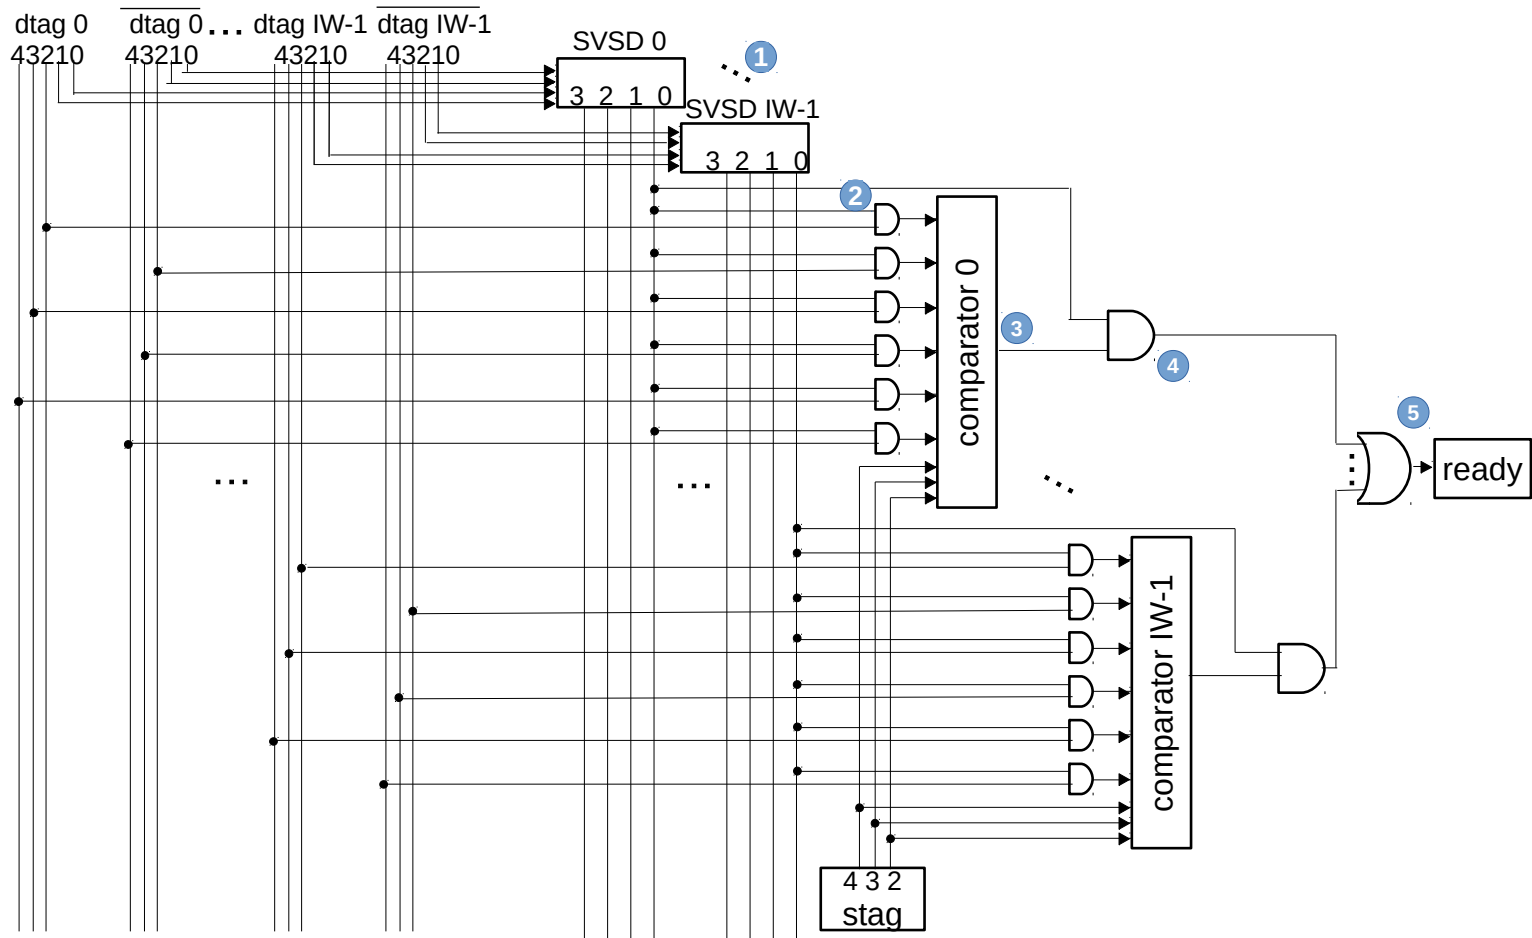 dtag 0 dtag 0 ... dtag IW-1 dtag IW-1
43210 43210 43210 43210
SVSD 0
1
3 2 1 0
SVSD IW-1
3 2 1 0
2
comparator 0
3
4
5
ready
... ...
comparator IW-1
4 3 2
stag